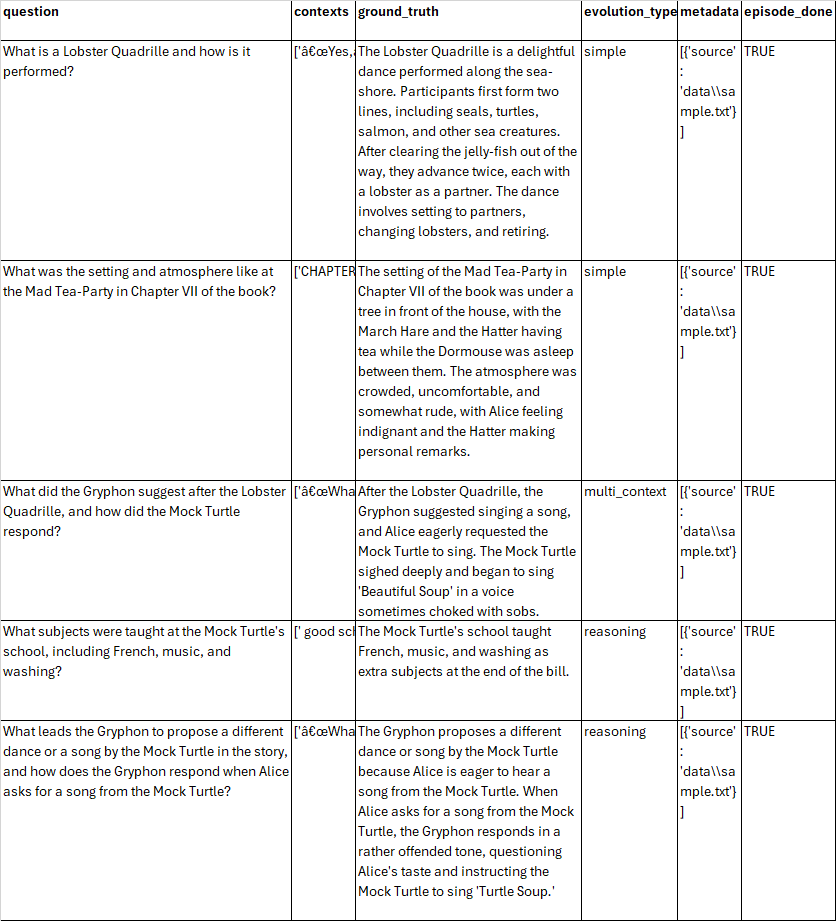 question contexts ground_truth evolution_type metadata episode_done
What is a Lobster Quadrille and how is it
performed?
['â€œYes,
The Lobster Quadrille is a delightful
dance performed along the sea-
shore. Participants first form two
lines, including seals, turtles,
salmon, and other sea creatures.
After clearing the jelly-fish out of the
way, they advance twice, each with
a lobster as a partner. The dance
involves setting to partners,
changing lobsters, and retiring.
simple
[{'source'
:
'data\\sa
mple.txt'}
]
TRUE
What was the setting and atmosphere like at
the Mad Tea-Party in Chapter VII of the book?
['CHAPTER
The setting of the Mad Tea-Party in
Chapter VII of the book was under a
tree in front of the house, with the
March Hare and the Hatter having
tea while the Dormouse was asleep
between them. The atmosphere was
crowded, uncomfortable, and
somewhat rude, with Alice feeling
indignant and the Hatter making
personal remarks.
simple
[{'source'
:
'data\\sa
mple.txt'}
]
TRUE
What did the Gryphon suggest after the Lobster
Quadrille, and how did the Mock Turtle
respond?
['â€œWha
After the Lobster Quadrille, the
Gryphon suggested singing a song,
and Alice eagerly requested the
Mock Turtle to sing. The Mock Turtle
sighed deeply and began to sing
'Beautiful Soup' in a voice
sometimes choked with sobs.
multi_context
[{'source'
:
'data\\sa
mple.txt'}
]
TRUE
What subjects were taught at the Mock Turtle's
school, including French, music, and
washing?
[' good sch
The Mock Turtle's school taught
French, music, and washing as
extra subjects at the end of the bill.
reasoning
[{'source'
:
'data\\sa
mple.txt'}
]
TRUE
What leads the Gryphon to propose a different
dance or a song by the Mock Turtle in the story,
and how does the Gryphon respond when Alice
asks for a song from the Mock Turtle?
['â€œWha
The Gryphon proposes a different
dance or song by the Mock Turtle
because Alice is eager to hear a
song from the Mock Turtle. When
Alice asks for a song from the Mock
Turtle, the Gryphon responds in a
rather offended tone, questioning
Alice's taste and instructing the
Mock Turtle to sing 'Turtle Soup.'
reasoning
[{'source'
:
'data\\sa
mple.txt'}
]
TRUE